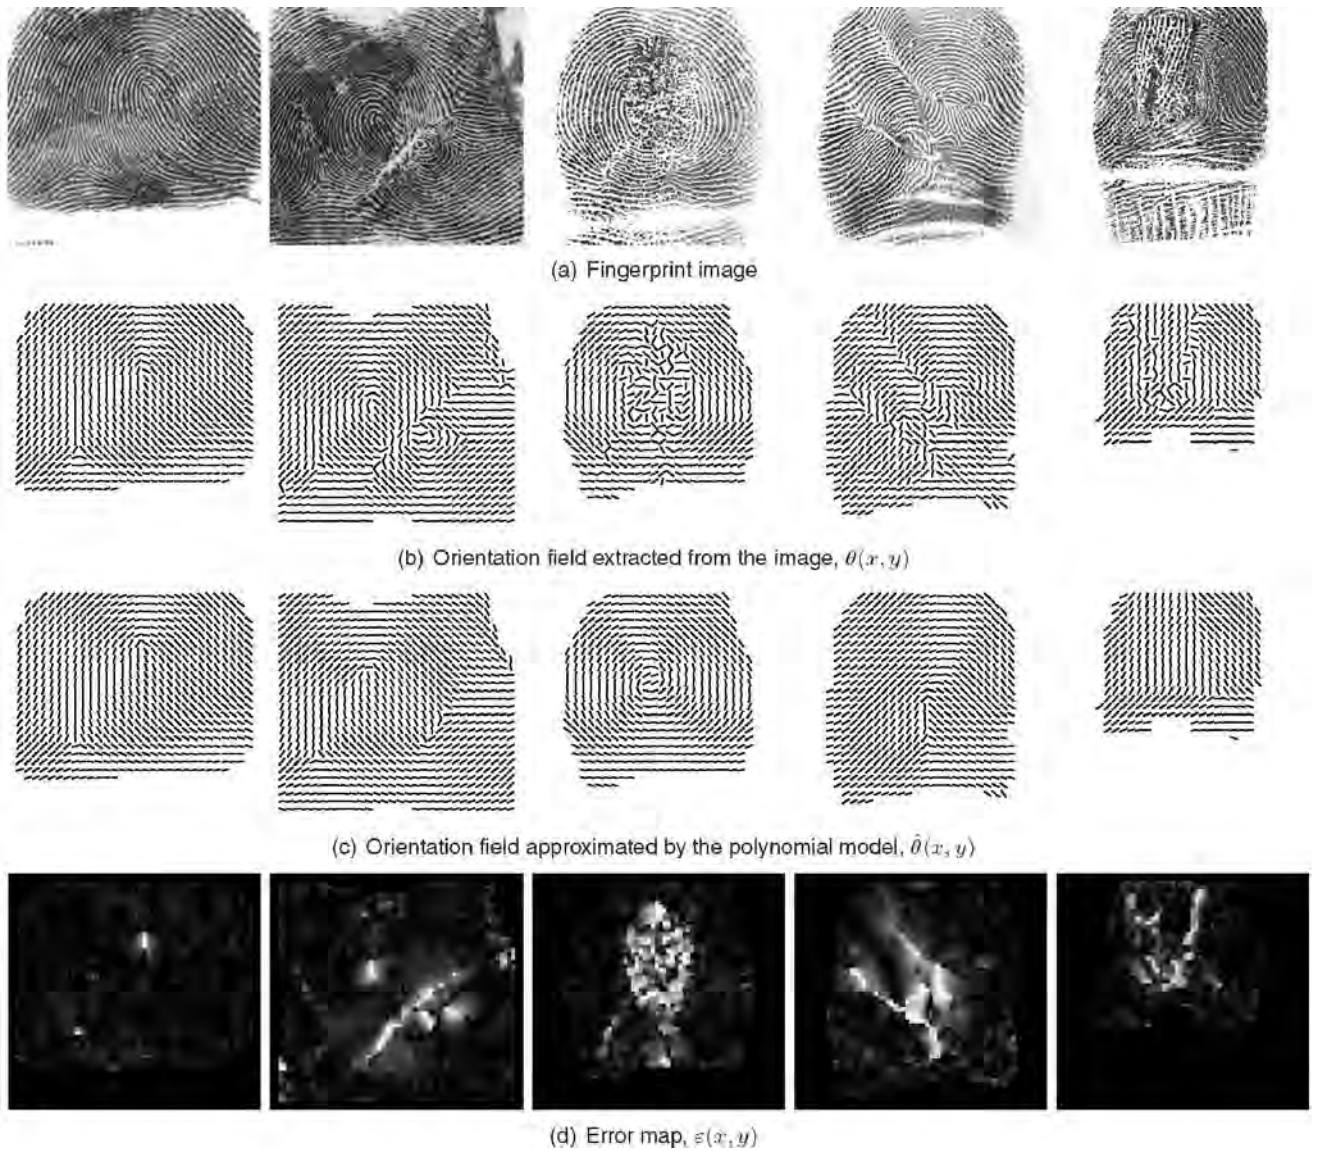 (a) Fingerprint image
(b) Orientation field extracted from the image, θ(x, y)
(c) Orientation field approximated by the polynomial model, θ̂(x, y)
(d) Error map, ε(x, y)